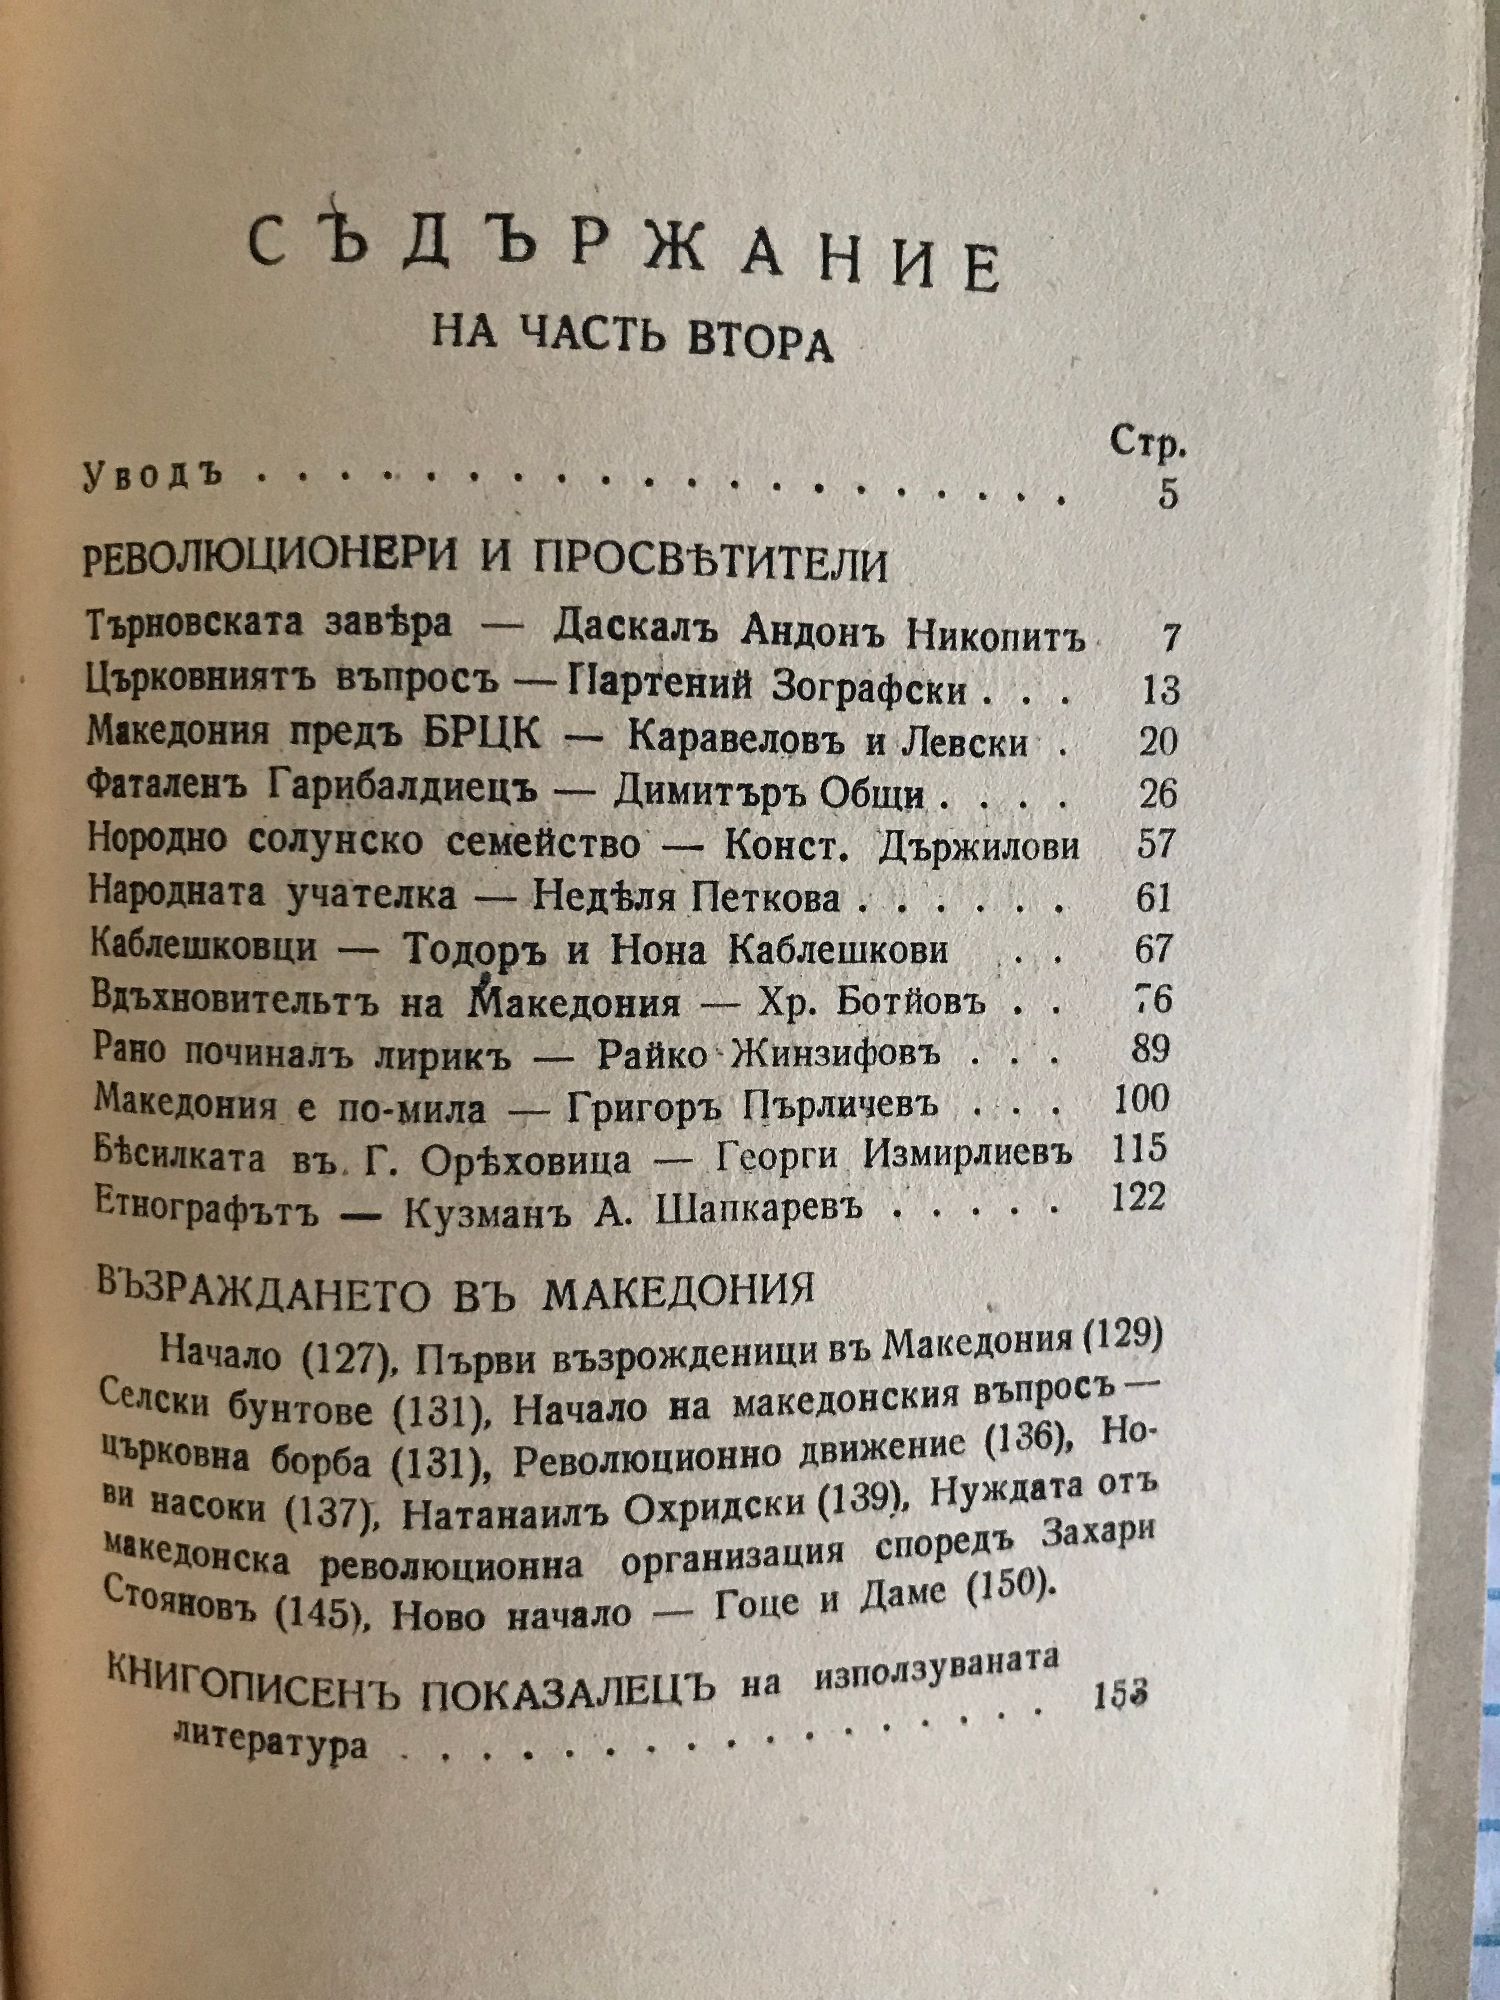 СѢДЪРЖАНИЕ
НА ЧАСТЬ ВТОРА
Стр.
Уводъ . . . . . . . . . . . . . . . . . . . . 5
РЕВОЛЮЦИОНЕРИ И ПРОСВѢТИТЕЛИ
Търновската завѣра — Даскалъ Андонъ Никопитъ 7
Църковниятъ въпросъ — Партений Зографски . . . 13
Македония предъ БРЦК — Каравеловъ и Левски . 20
Фаталенъ Гарибалдиецъ — Димитъръ Общи . . . . 26
Нородно солунско семейство — Конст. Държилови 57
Народната учателка — Недѣля Петкова . . . . . . 61
Каблешковци — Тодоръ и Нона Каблешкови . . 67
Вдъхновительтъ на Македония — Хр. Ботйовъ . . 76
Рано починалъ лирикъ — Райко Жинзифовъ . . . 89
Македония е по-мила — Григоръ Пърличевъ . . . 100
Бѣсилката въ Г. Орѣховица — Георги Измирлиевъ 115
Етнографътъ — Кузманъ А. Шапкаревъ . . . . . 122
ВЪЗРАЖДАНЕТО ВЪ МАКЕДОНИЯ
Начало (127), Първи възрожденици въ Македония (129)
Селски бунтове (131), Начало на македонския въпросъ —
църковна борба (131), Революционно движение (136), Но-
ви насоки (137), Натанаилъ Охридски (139), Нуждата отъ
македонска революционна организация споредъ Захари
Стояновъ (145), Ново начало — Гоце и Даме (150).
КНИГОПИСЕНЪ ПОКАЗАЛЕЦЪ на използуваната
литература . . . . . . . . . . . . . . . . 153